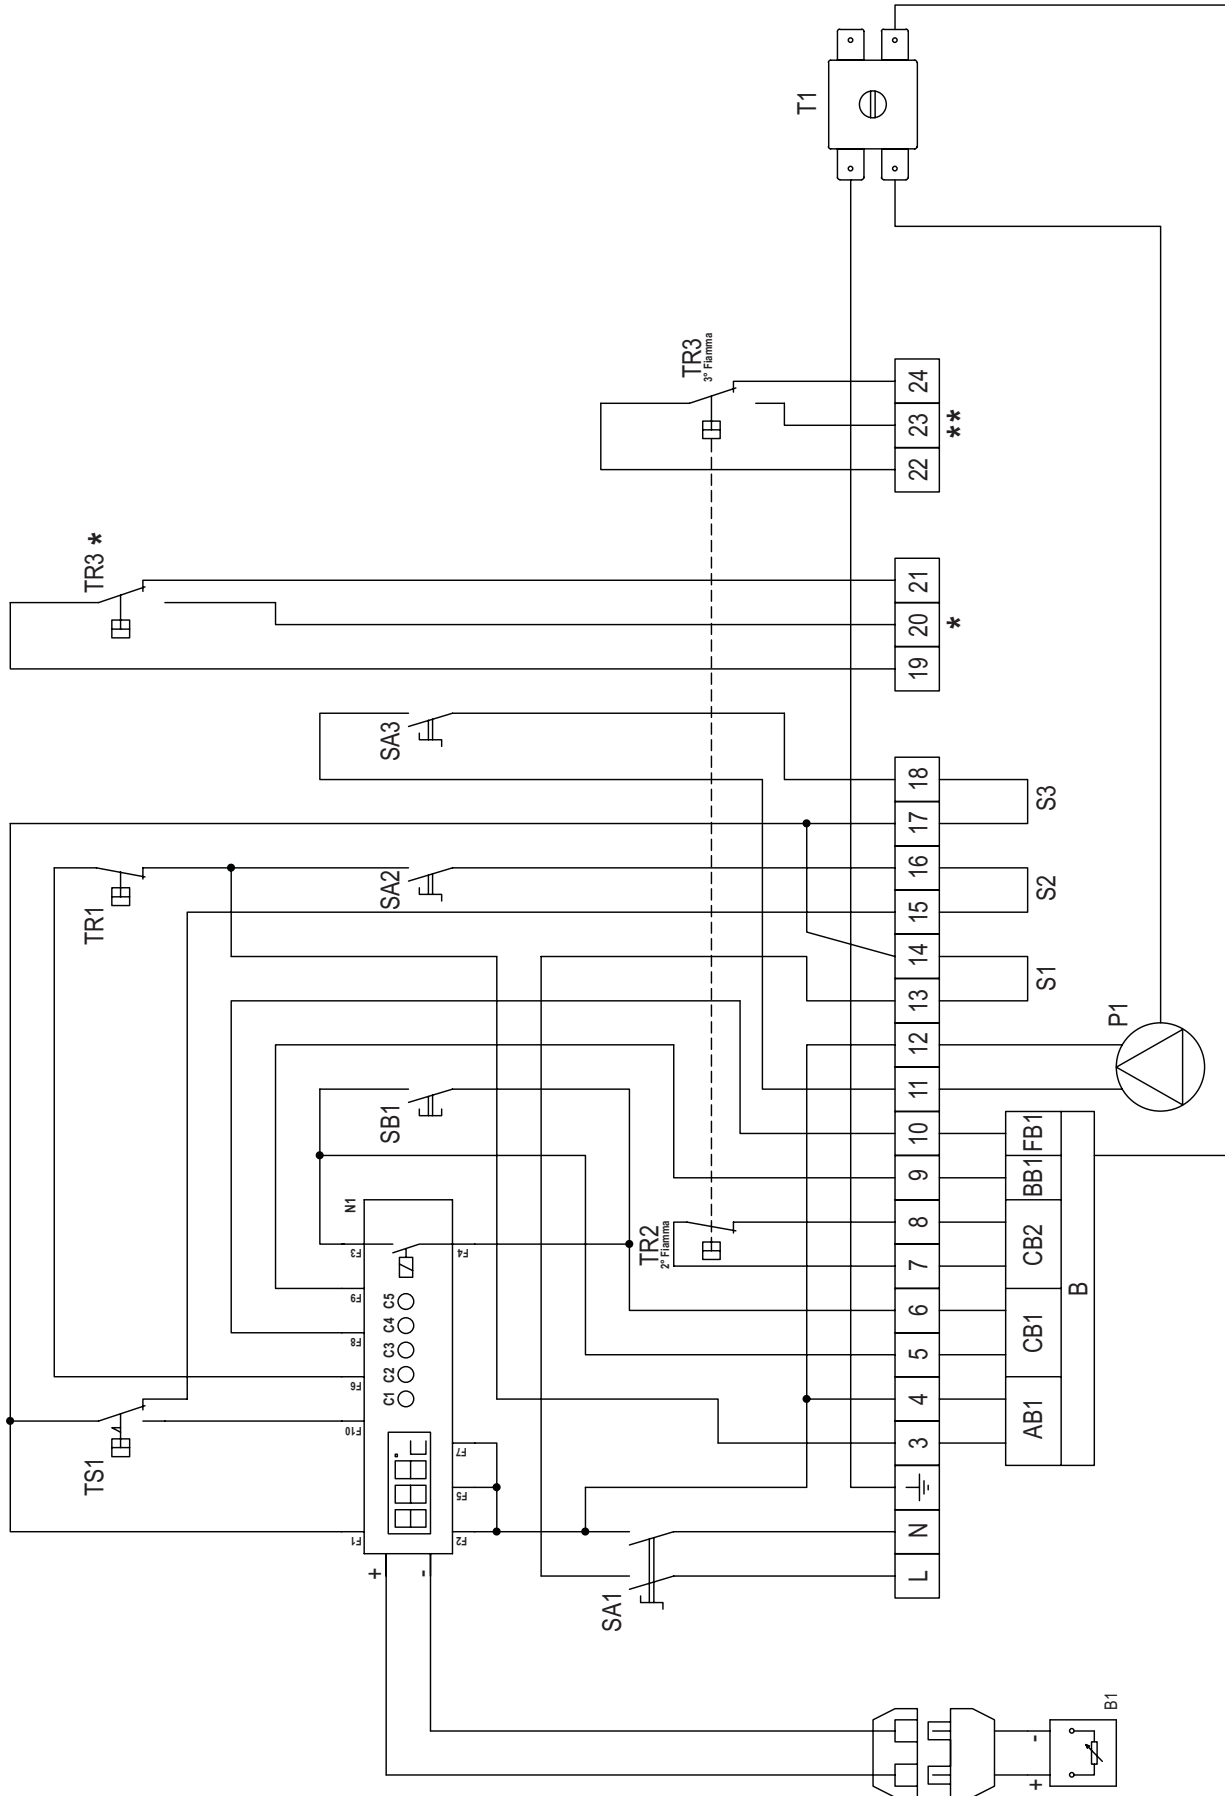 T1
TR3
3° Fiamma
TR3 *
24
23
**
22
21
20
*
19
SA3
18
17
S3
TR1
SA2
16
15
S2
14
13
S1
12
11
P1
SB1
10
9
FB1
BB1
N1
F3
F4
TR2
2° Fiamma
8
7
CB2
B
F9
F8
F6
F10
C5
C4
C3
C2
C1
6
5
CB1
TS1
F7
F5
F2
F1
4
3
AB1
°C
+
-
N
L
SA1
-
+
B1